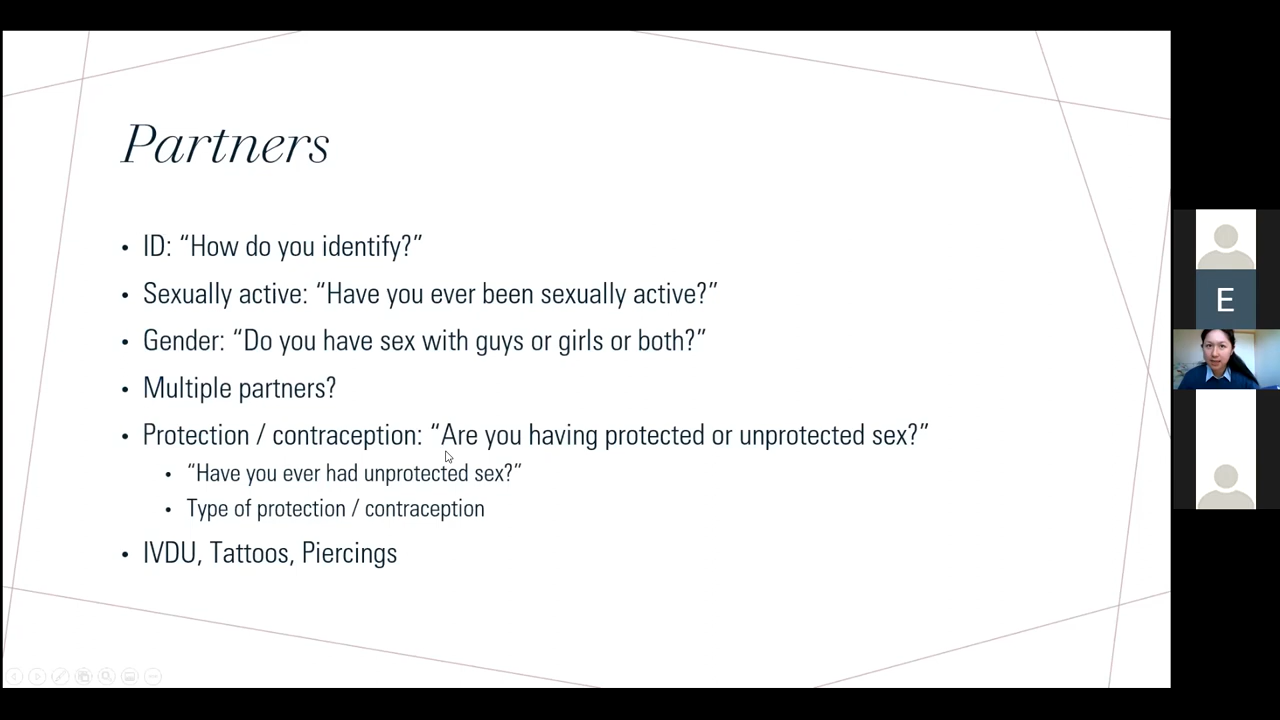 Partners
• ID: “How do you identify?”
• Sexually active: “Have you ever been sexually active?”
• Gender: “Do you have sex with guys or girls or both?”
• Multiple partners?
• Protection / contraception: “Are you having protected or unprotected sex?”
• “Have you ever had unprotected sex?”
• Type of protection / contraception
• IVDU, Tattoos, Piercings
E